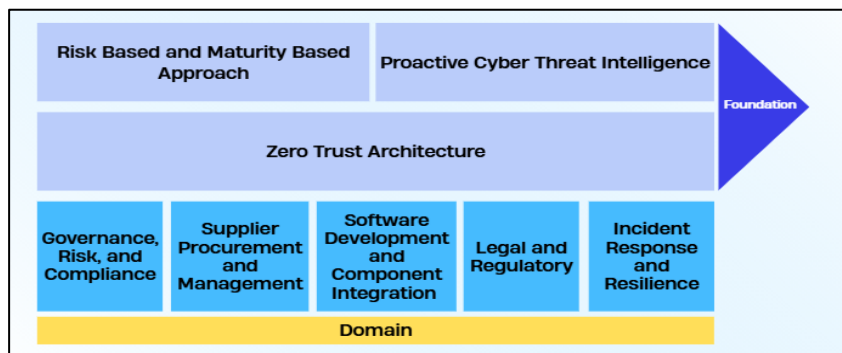 Risk Based and Maturity Based
Approach
Proactive Cyber Threat Intelligence
Foundation
Zero Trust Architecture
Governance,
Risk, and
Compliance
Supplier
Procurement
and
Management
Software
Development
and
Component
Integration
Legal and
Regulatory
Incident
Response
and
Resilience
Domain